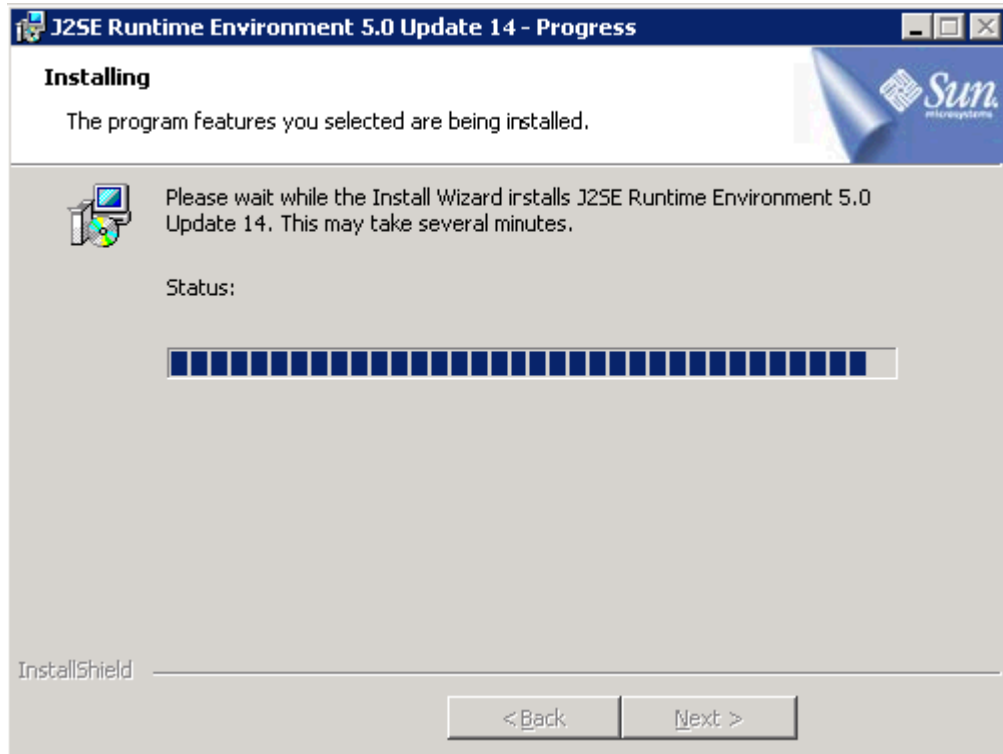 J2SE Runtime Environment 5.0 Update 14 - Progress
Installing
The program features you selected are being installed.
Sun
microsystems
Please wait while the Install Wizard installs J2SE Runtime Environment 5.0
Update 14. This may take several minutes.
Status:
InstallShield
< Back
Next >